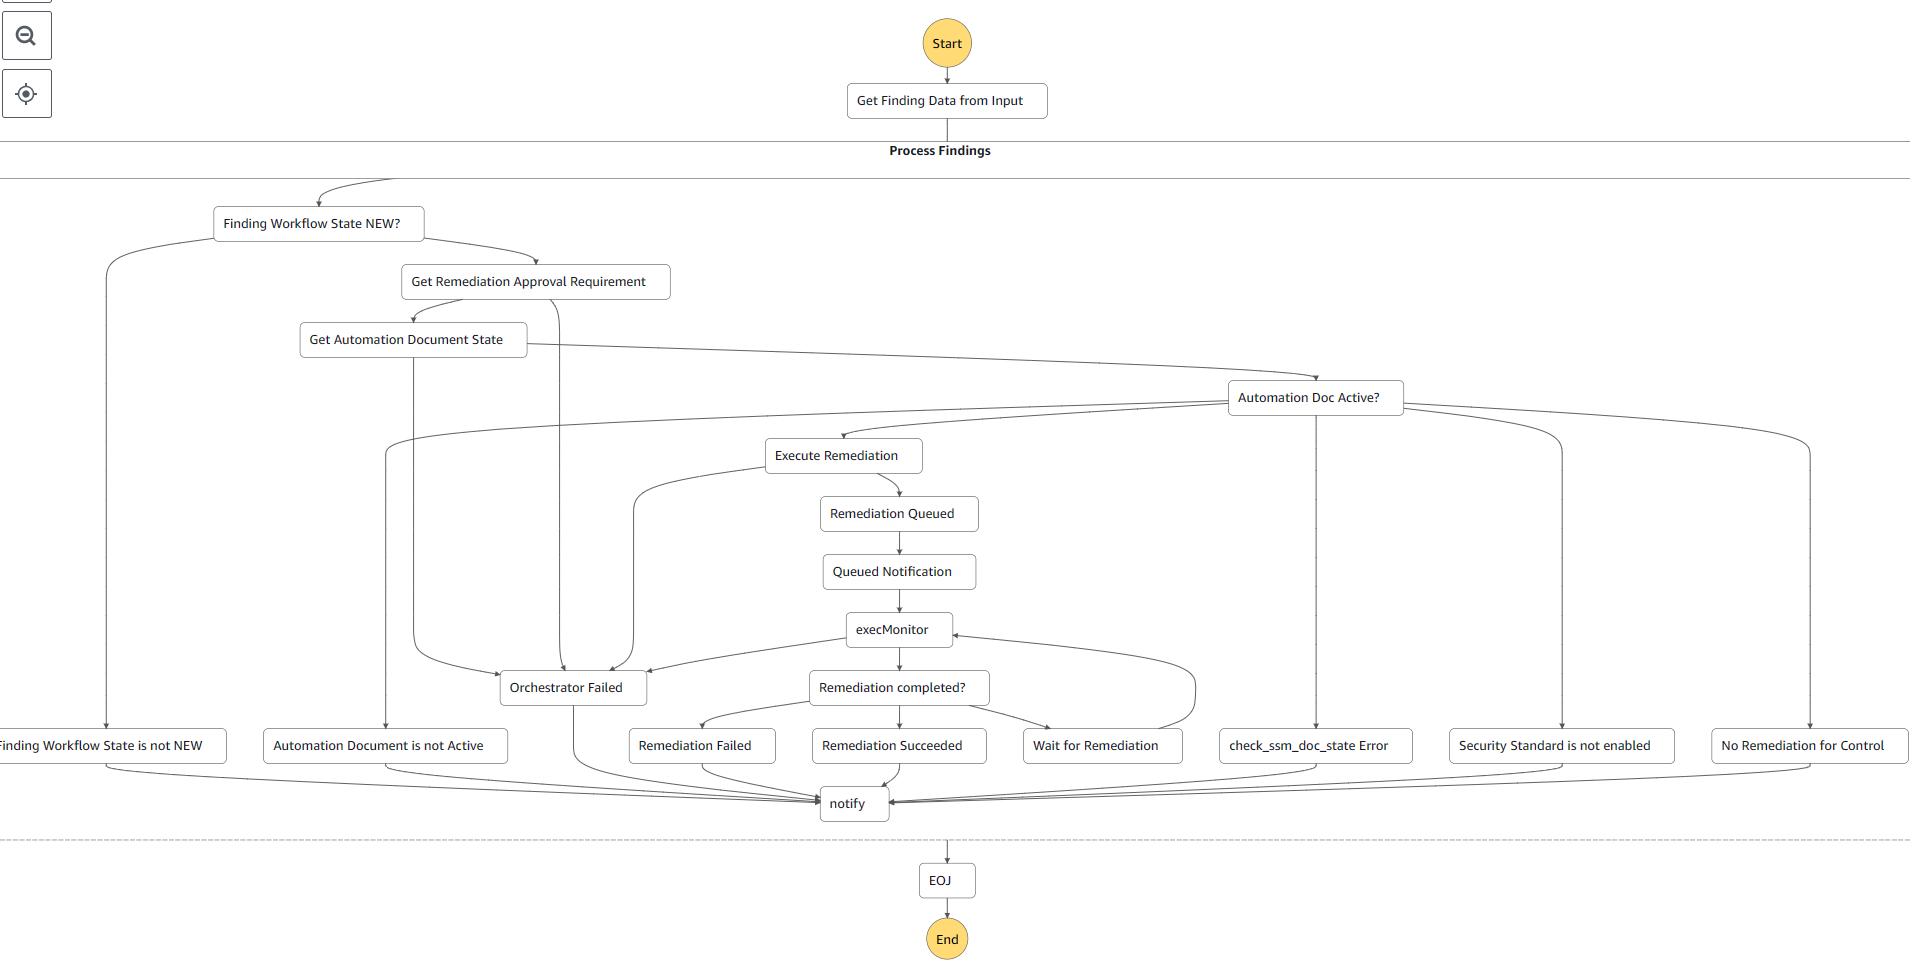 Start
Get Finding Data from Input
Process Findings
Finding Workflow State NEW?
Get Remediation Approval Requirement
Get Automation Document State
Automation Doc Active?
Execute Remediation
Remediation Queued
Queued Notification
execMonitor
Orchestrator Failed
Remediation completed?
Finding Workflow State is not NEW
Automation Document is not Active
Remediation Failed
Remediation Succeeded
Wait for Remediation
check_ssm_doc_state Error
Security Standard is not enabled
No Remediation for Control
notify
EOJ
End